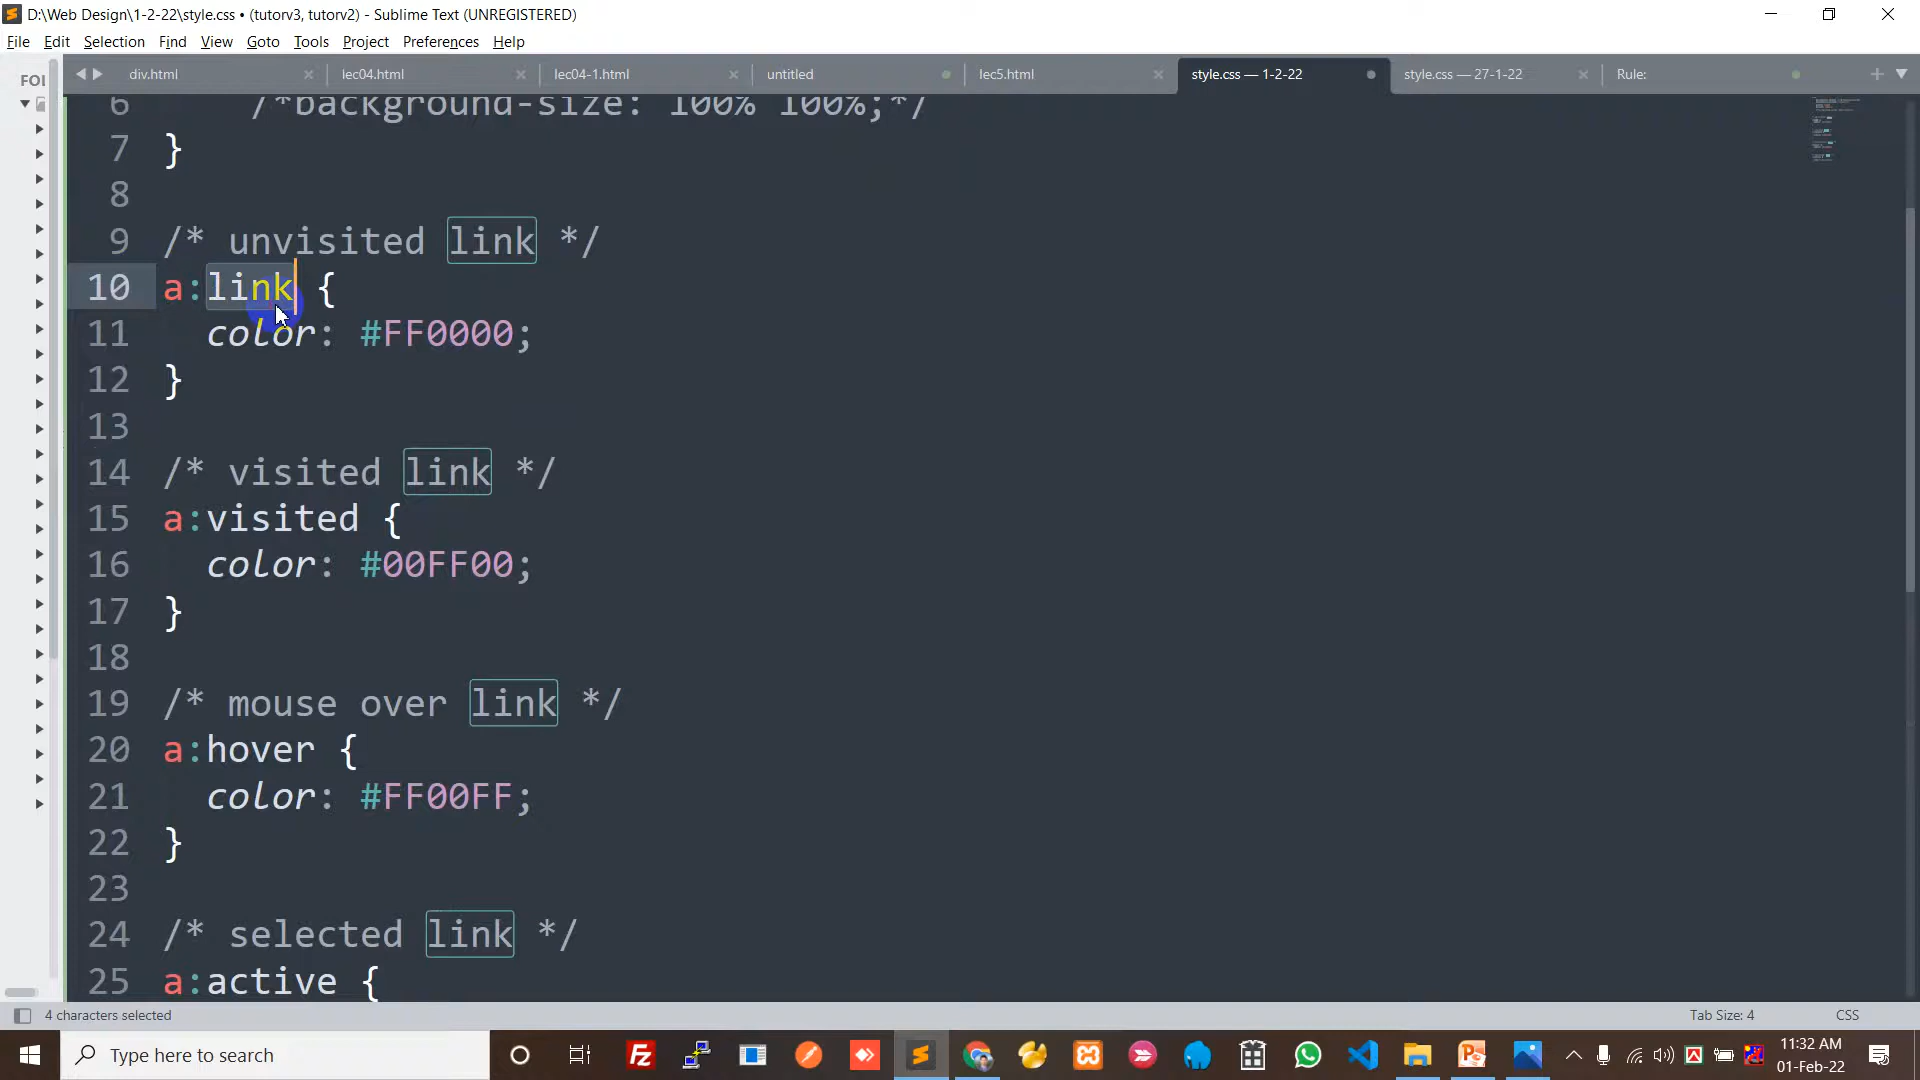 D:\Web Design\1-2-22\style.css • (tutorv3, tutorv2) - Sublime Text (UNREGISTERED)
File Edit Selection Find View Goto Tools Project Preferences Help
FOI
div.html lec04.html lec04-1.html untitled lec5.html style.css — 1-2-22 style.css — 27-1-22 Rule:
6 /*background-size: 100% 100%;*/
7 }
8
9 /* unvisited link */
10 a:link {
11 color: #FF0000;
12 }
13
14 /* visited link */
15 a:visited {
16 color: #00FF00;
17 }
18
19 /* mouse over link */
20 a:hover {
21 color: #FF00FF;
22 }
23
24 /* selected link */
25 a:active {
4 characters selected Tab Size: 4 CSS
Type here to search
11:32 AM
01-Feb-22